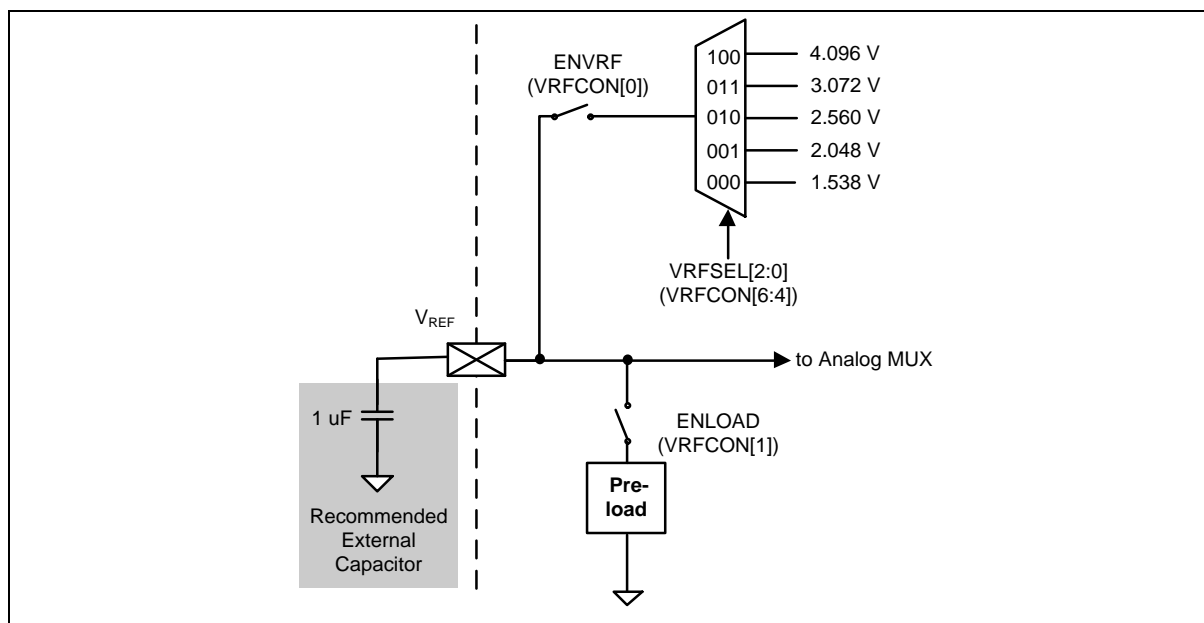 ENVRF
(VRFCON[0])
100
011
010
001
000
4.096 V
3.072 V
2.560 V
2.048 V
1.538 V
VRFSEL[2:0]
(VRFCON[6:4])
VREF
to Analog MUX
1 uF
Recommended
External
Capacitor
ENLOAD
(VRFCON[1])
Pre-
load